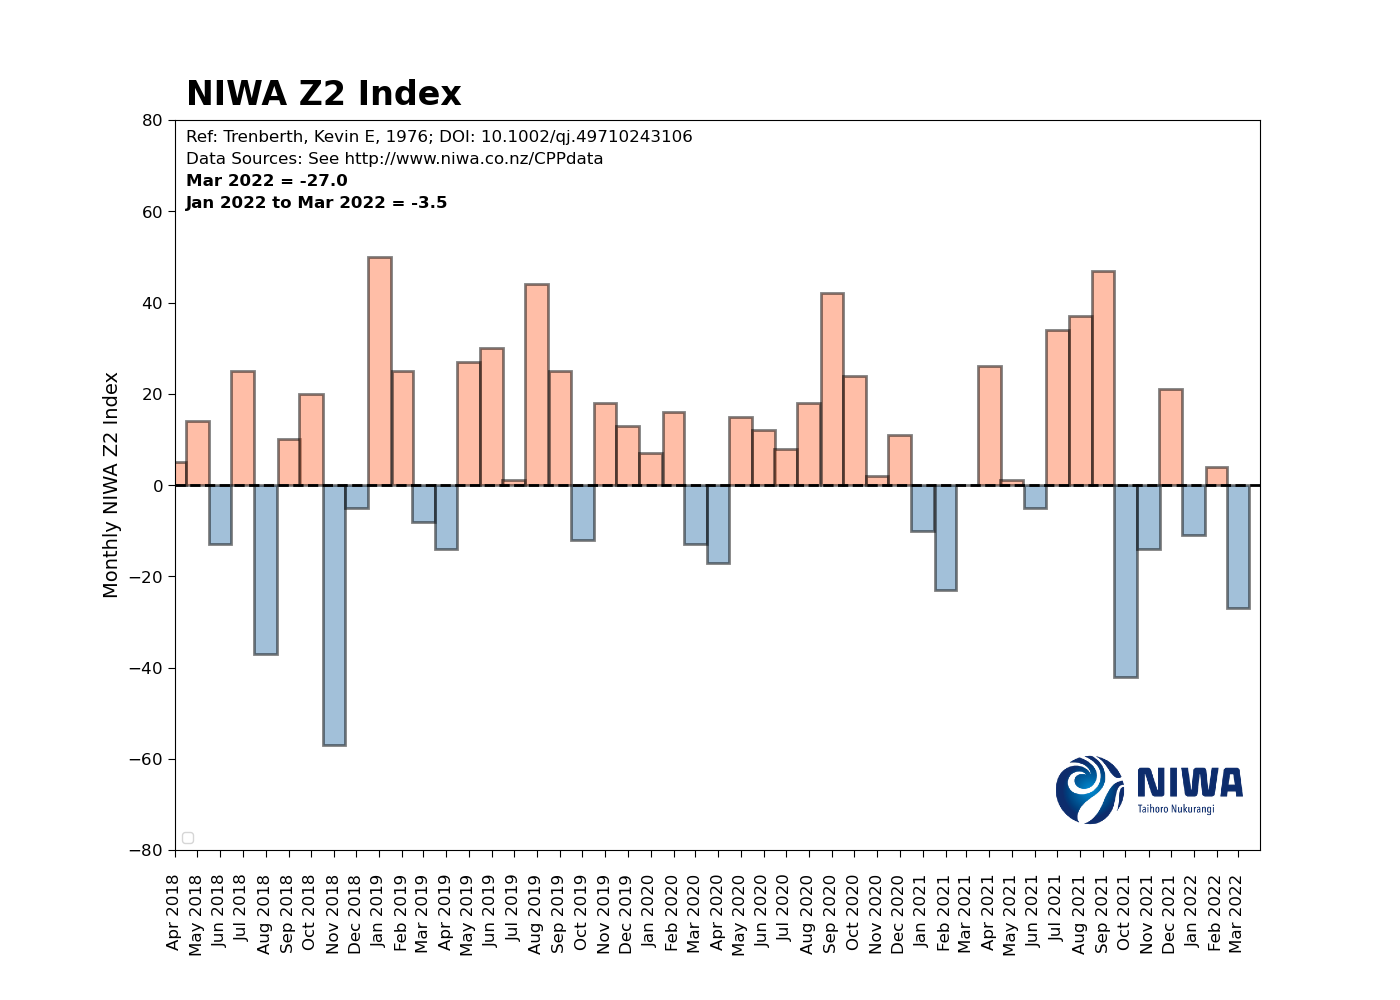 NIWA Z2 Index
Ref: Trenberth, Kevin E, 1976; DOI: 10.1002/qj.49710243106
Data Sources: See http://www.niwa.co.nz/CPPdata
Mar 2022 = -27.0
Jan 2022 to Mar 2022 = -3.5
Monthly NIWA Z2 Index
80
60
40
20
0
−20
−40
−60
−80
NIWA
Taihoro Nukurangi
Apr 2018
May 2018
Jun 2018
Jul 2018
Aug 2018
Sep 2018
Oct 2018
Nov 2018
Dec 2018
Jan 2019
Feb 2019
Mar 2019
Apr 2019
May 2019
Jun 2019
Jul 2019
Aug 2019
Sep 2019
Oct 2019
Nov 2019
Dec 2019
Jan 2020
Feb 2020
Mar 2020
Apr 2020
May 2020
Jun 2020
Jul 2020
Aug 2020
Sep 2020
Oct 2020
Nov 2020
Dec 2020
Jan 2021
Feb 2021
Mar 2021
Apr 2021
May 2021
Jun 2021
Jul 2021
Aug 2021
Sep 2021
Oct 2021
Nov 2021
Dec 2021
Jan 2022
Feb 2022
Mar 2022